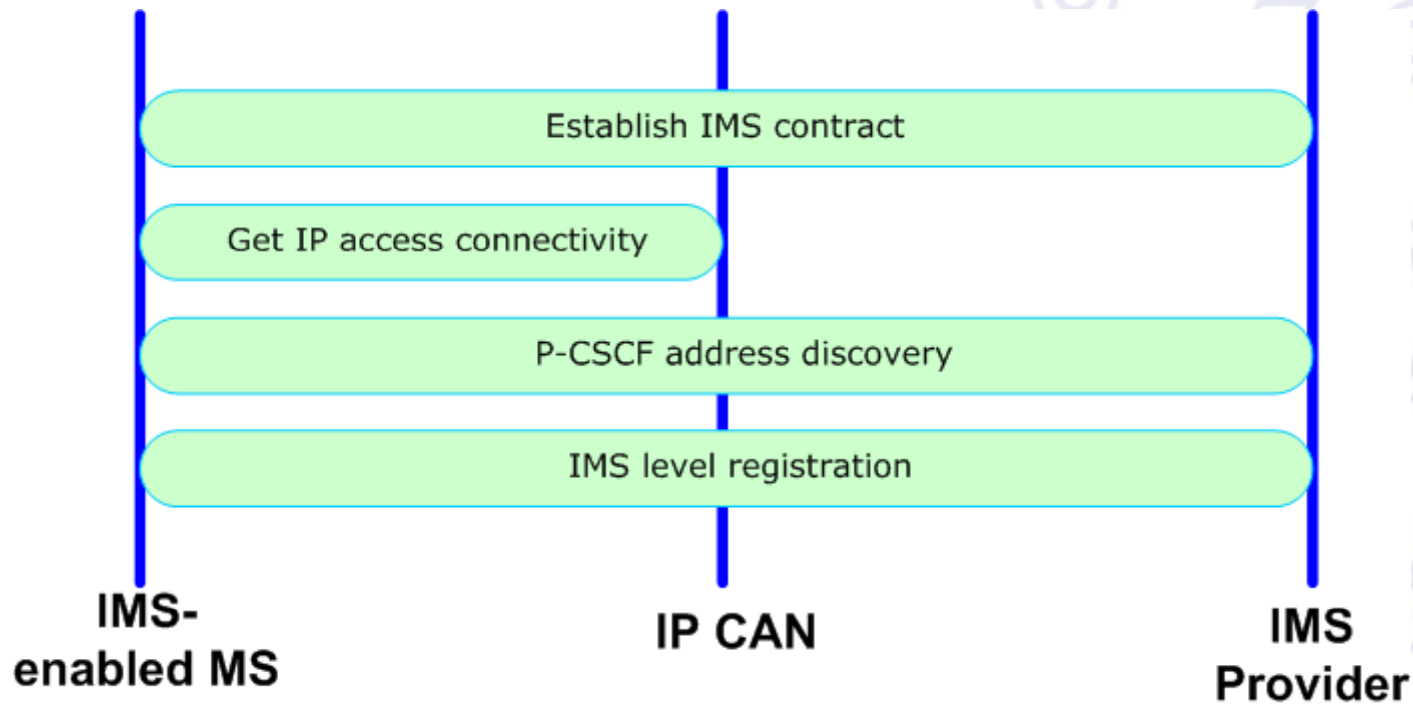 Establish IMS contract
Get IP access connectivity
P-CSCF address discovery
IMS level registration
IMS-
enabled MS
IP CAN
IMS
Provider